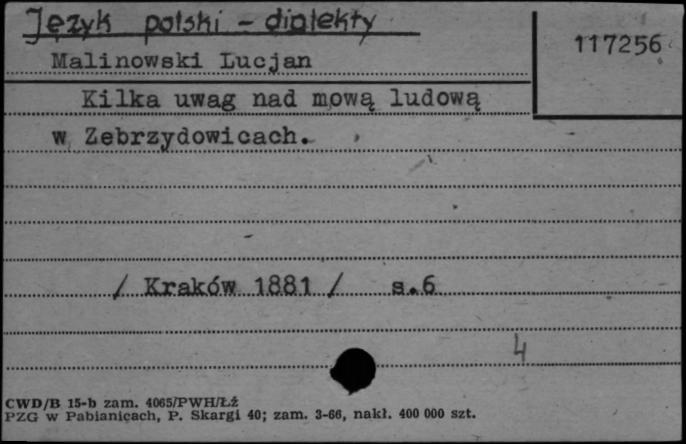 Język polski - dialekty
117256
Malinowski Lucjan
Kilka uwag nad mową ludową
w Zebrzydowicach.
/ Kraków 1881 / s.6
4
CWD/B 15-b zam. 4065/PWH/Łź
PZG w Pabianicach, P. Skargi 40; zam. 3-66, nakł. 400 000 szt.